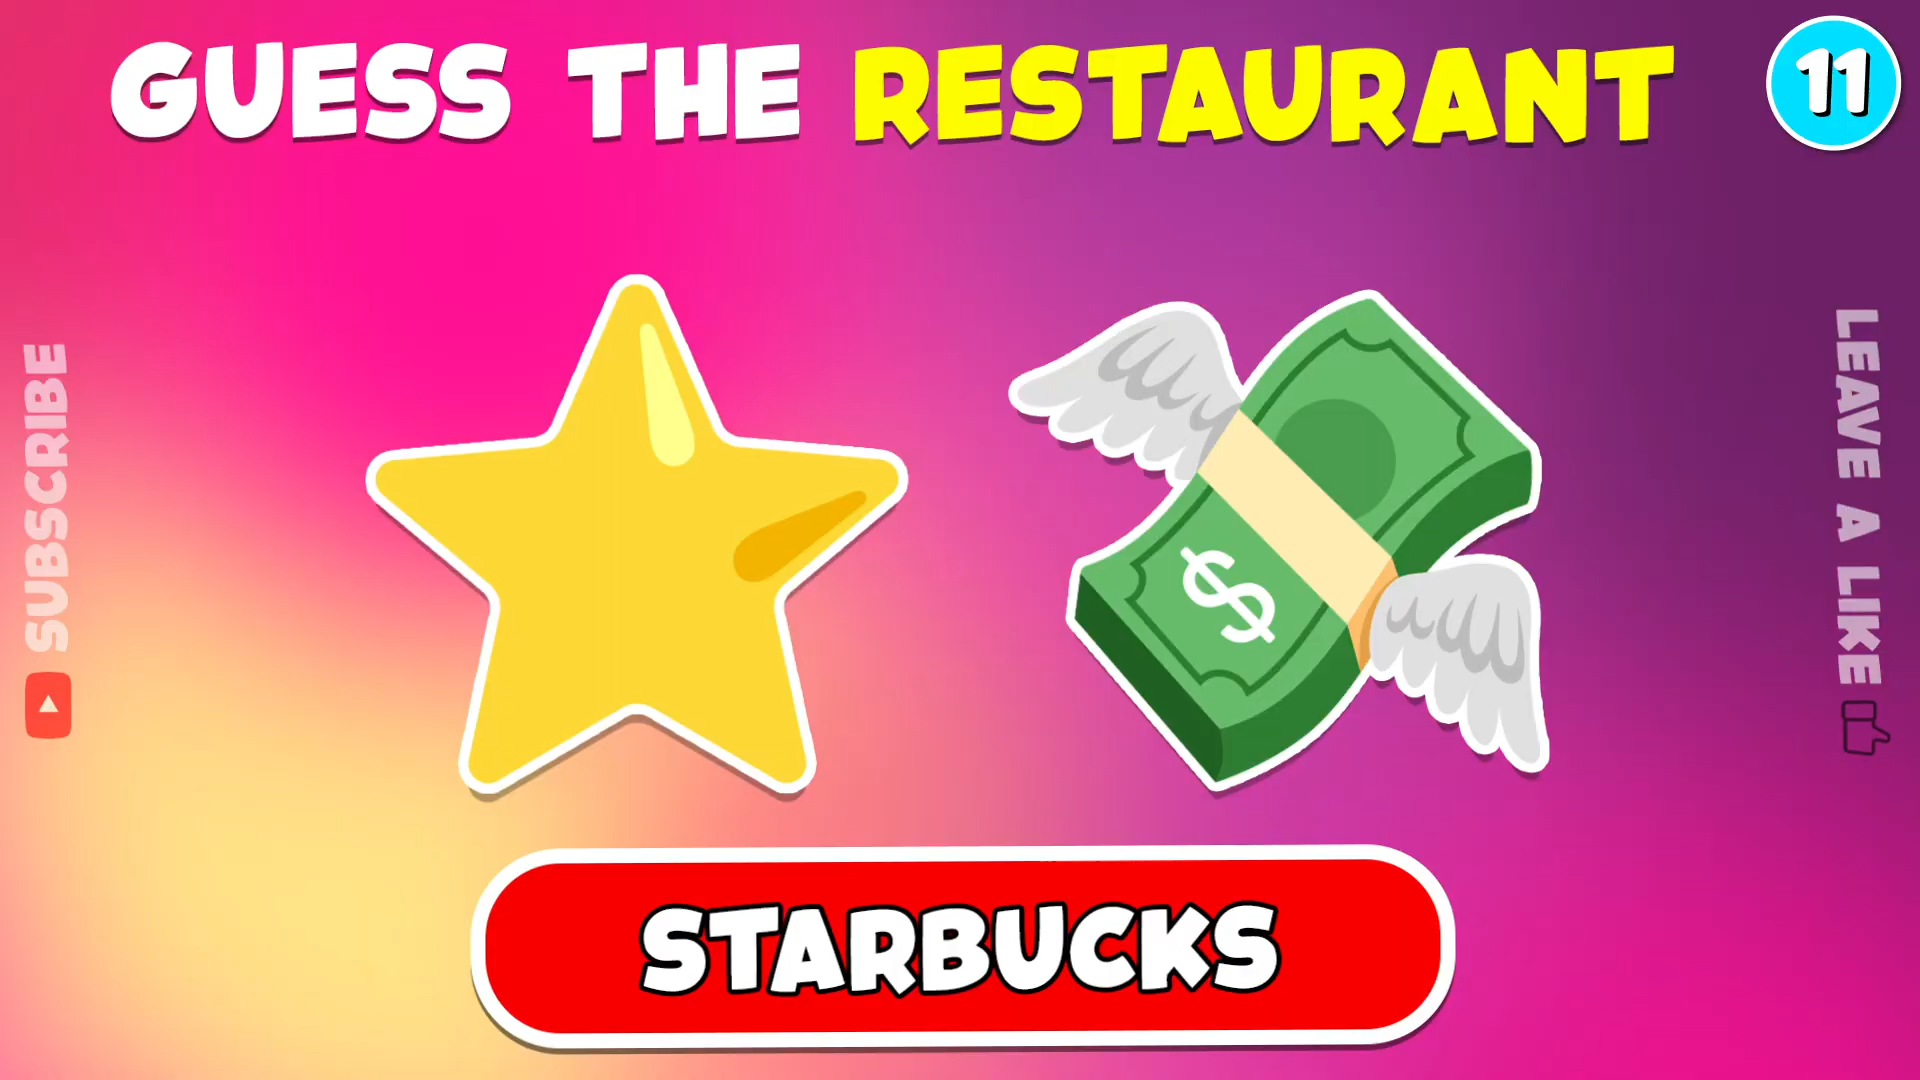 GUESS THE RESTAURANT
11
SUBSCRIBE
LEAVE A LIKE
$
STARBUCKS